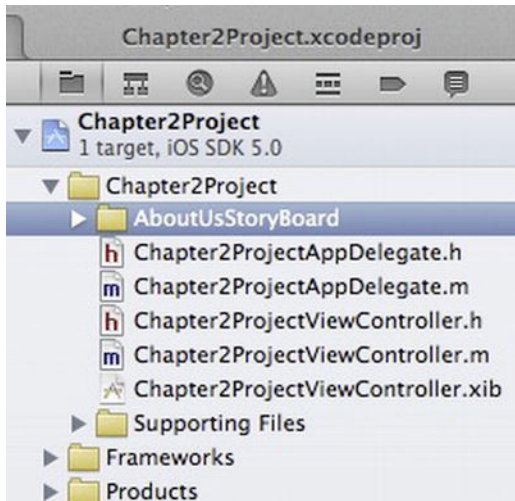 Chapter2Project.xcodeproj
Chapter2Project
1 target, iOS SDK 5.0
Chapter2Project
AboutUsStoryBoard
h Chapter2ProjectAppDelegate.h
m Chapter2ProjectAppDelegate.m
h Chapter2ProjectViewController.h
m Chapter2ProjectViewController.m
Chapter2ProjectViewController.xib
Supporting Files
Frameworks
Products